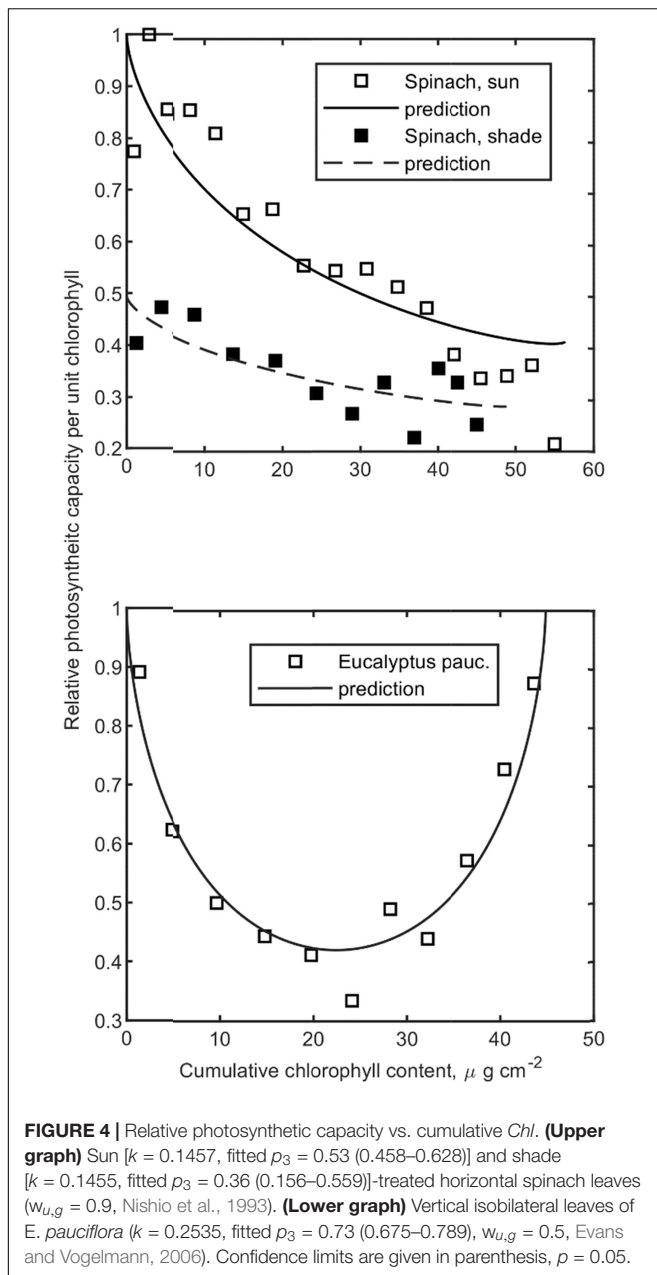 1
0.9
0.8
0.7
0.6
0.5
0.4
0.3
0.2
0 10 20 30 40 50 60
Spinach, sun
prediction
Spinach, shade
prediction
Relative photosyntheitc capacity per unit chlorophyll
1
0.9
0.8
0.7
0.6
0.5
0.4
0.3
0 10 20 30 40 50
Eucalyptus pauc.
prediction
Cumulative chlorophyll content, μ g cm⁻²
FIGURE 4 | Relative photosynthetic capacity vs. cumulative Chl. (Upper
graph) Sun [k = 0.1457, fitted p₃ = 0.53 (0.458–0.628)] and shade
[k = 0.1455, fitted p₃ = 0.36 (0.156–0.559)]-treated horizontal spinach leaves
(w_{u,g} = 0.9, Nishio et al., 1993). (Lower graph) Vertical isobilateral leaves of
E. pauciflora (k = 0.2535, fitted p₃ = 0.73 (0.675–0.789), w_{u,g} = 0.5, Evans
and Vogelmann, 2006). Confidence limits are given in parenthesis, p = 0.05.